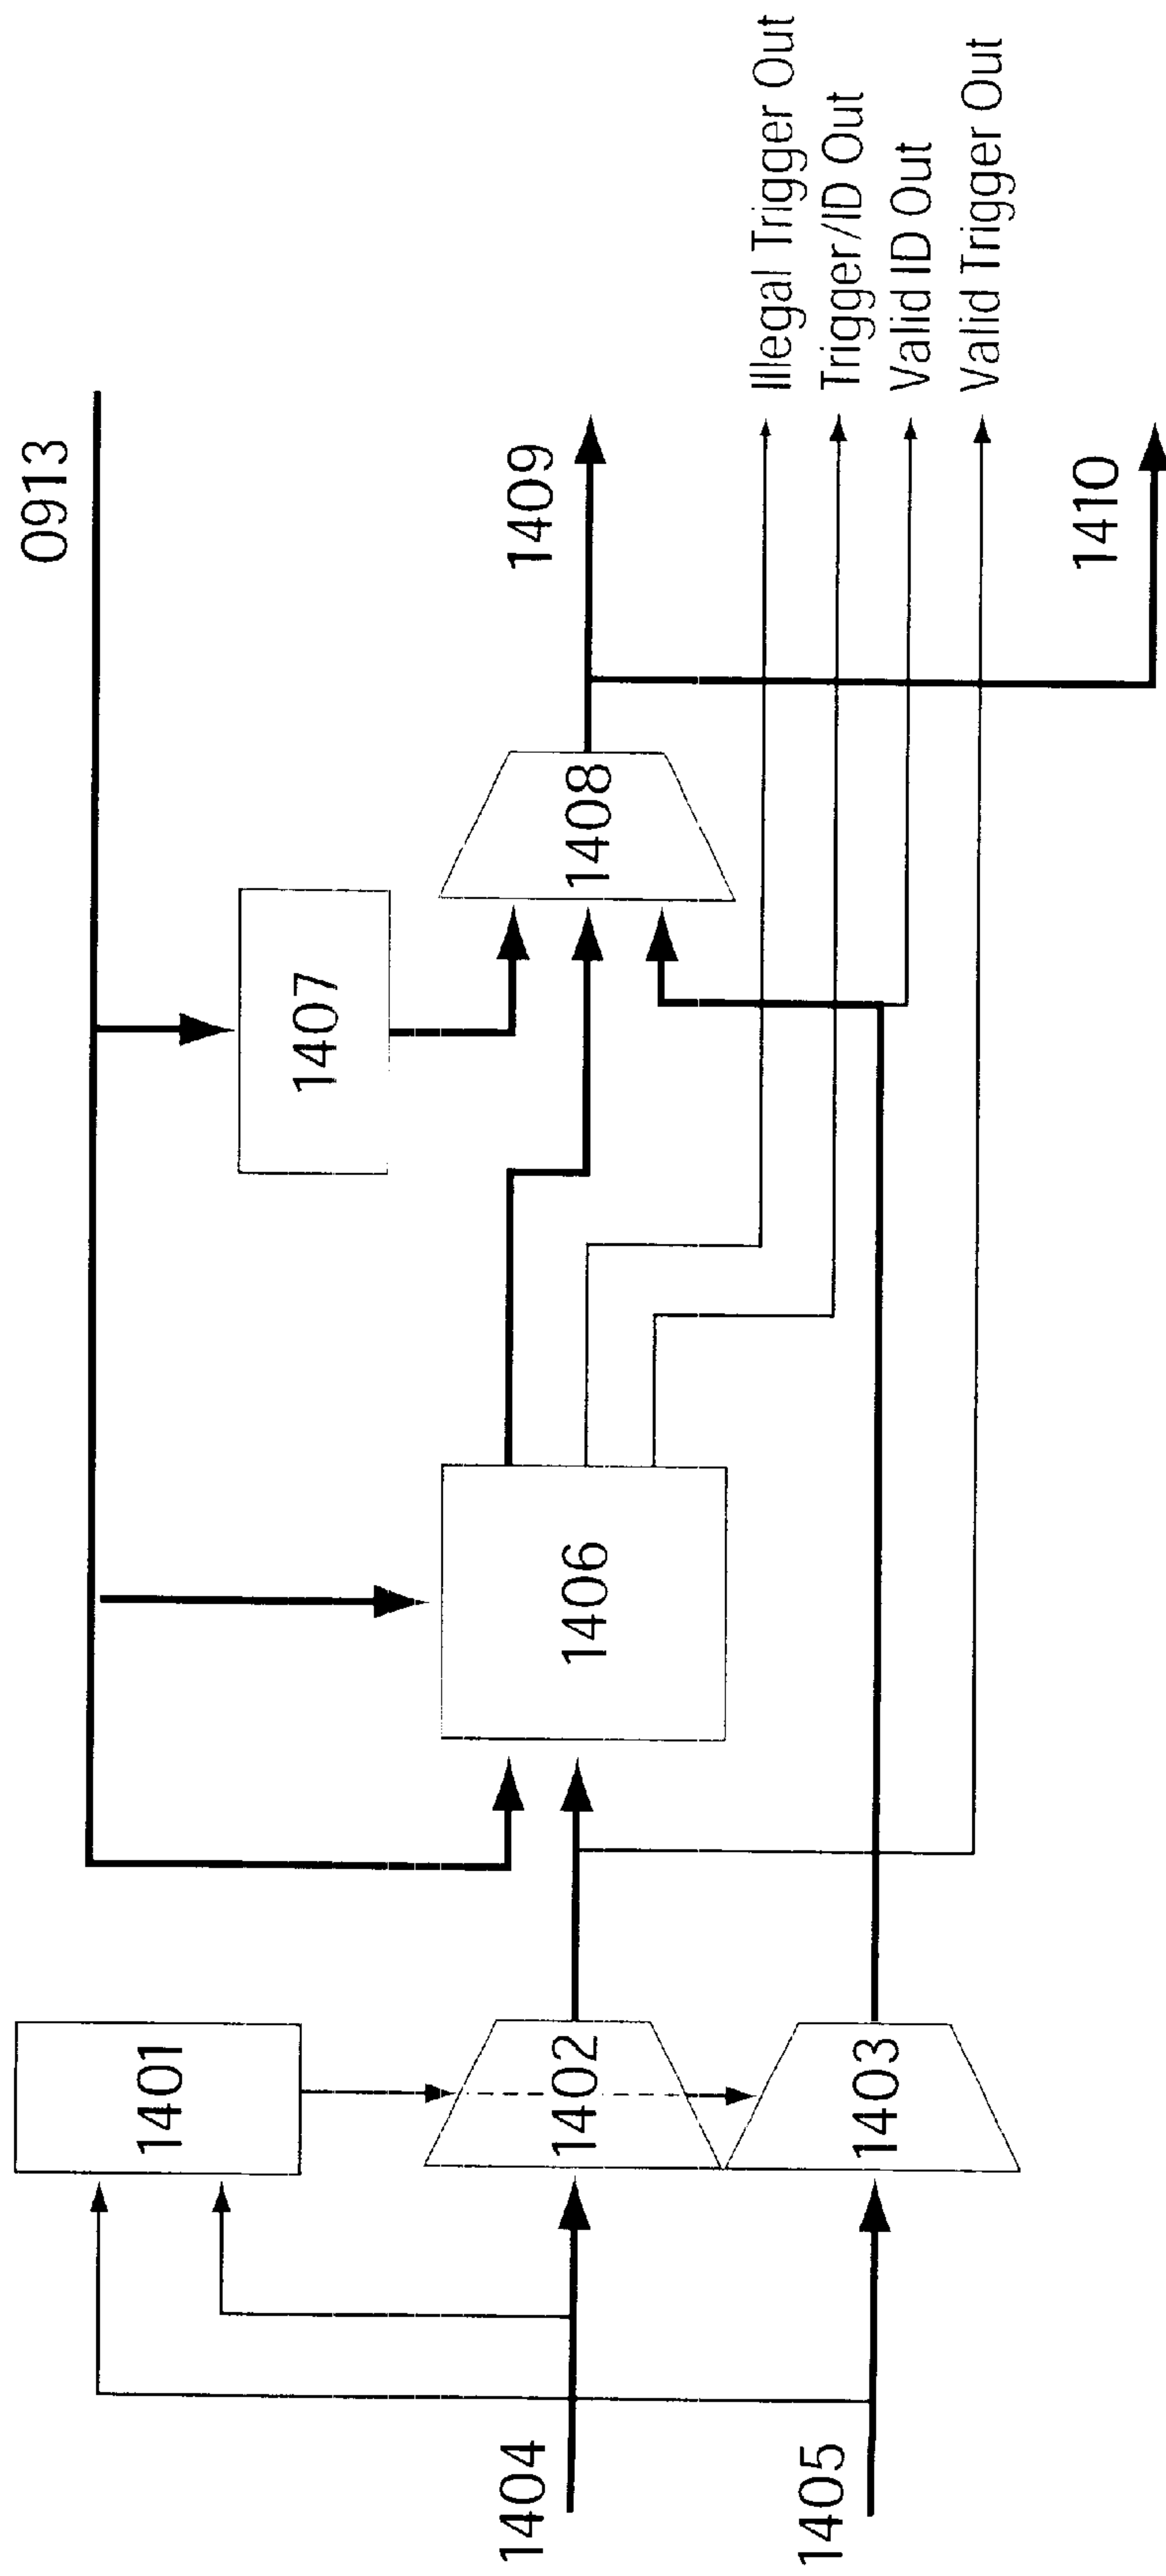 0913
1401
1407
1404
1402
1406
1408
1409
Illegal Trigger Out
Trigger/ID Out
Valid ID Out
Valid Trigger Out
1405
1403
1410